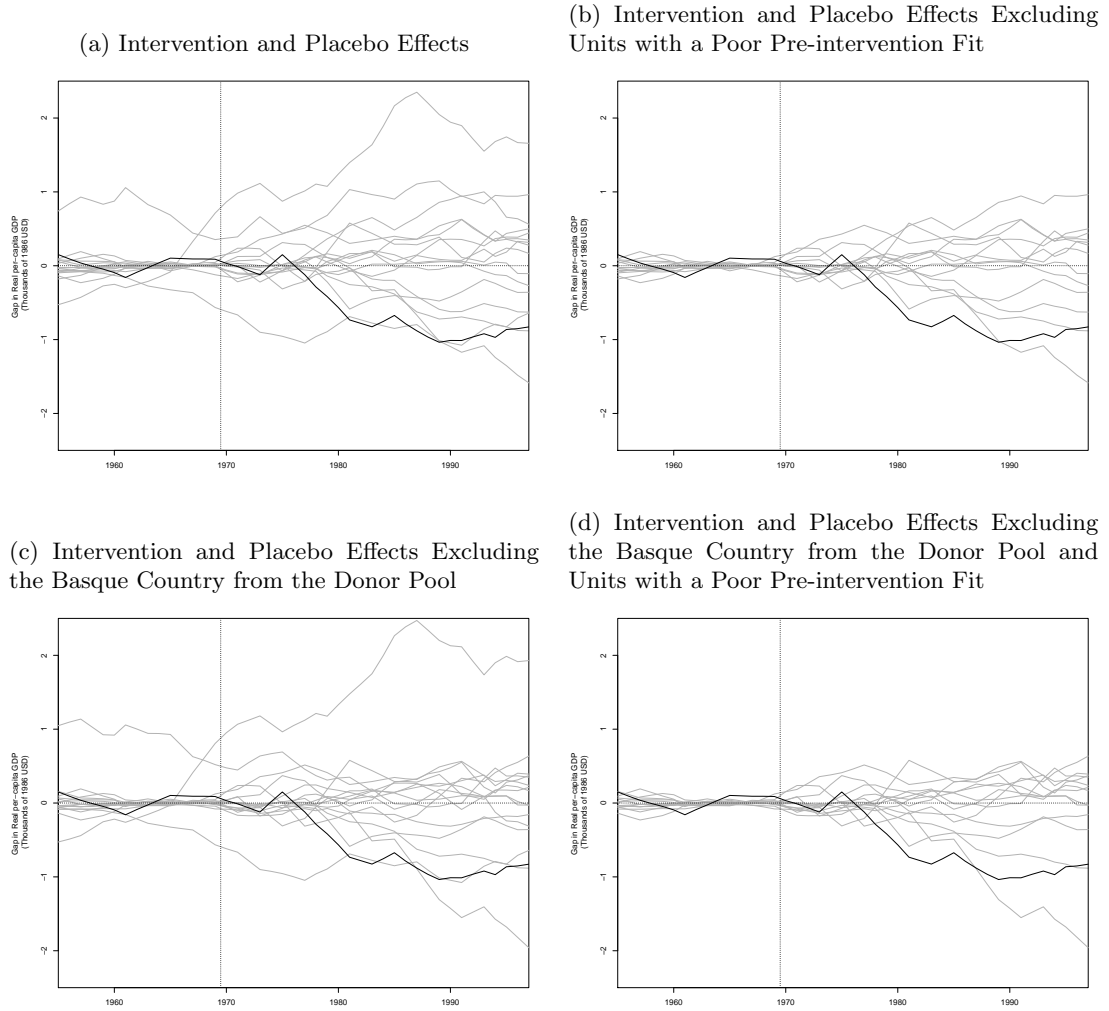 (a) Intervention and Placebo Effects
2
1
0
−1
−2
Gap in Real per−capita GDP
(Thousands of 1986 USD)
1960 1970 1980 1990
(b) Intervention and Placebo Effects Excluding
Units with a Poor Pre-intervention Fit
2
1
0
−1
−2
Gap in Real per−capita GDP
(Thousands of 1986 USD)
1960 1970 1980 1990
(c) Intervention and Placebo Effects Excluding
the Basque Country from the Donor Pool
2
1
0
−1
−2
Gap in Real per−capita GDP
(Thousands of 1986 USD)
1960 1970 1980 1990
(d) Intervention and Placebo Effects Excluding
the Basque Country from the Donor Pool and
Units with a Poor Pre-intervention Fit
2
1
0
−1
−2
Gap in Real per−capita GDP
(Thousands of 1986 USD)
1960 1970 1980 1990